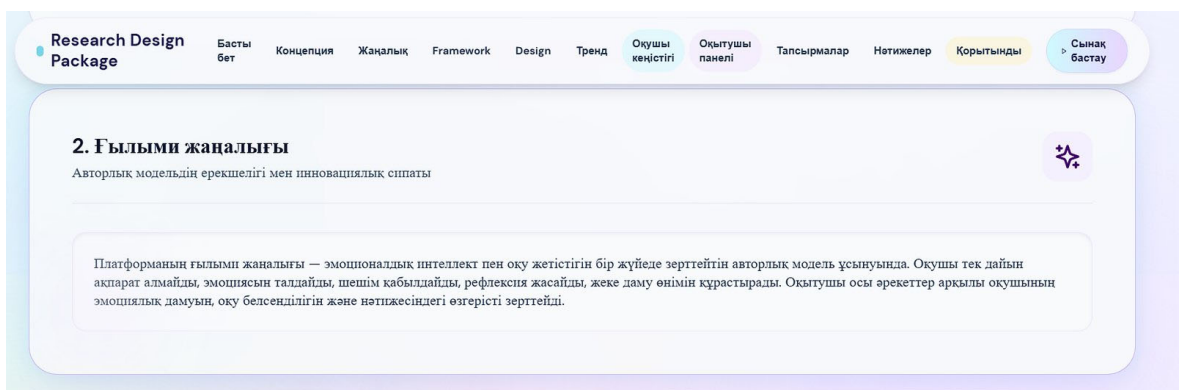 Research Design
Package
Басты
бет
Концепция
Жаңалық
Framework
Design
Тренд
Оқушы
кеңістігі
Оқытушы
панелі
Тапсырмалар
Нәтижелер
Қорытынды
Сынақ
бастау
2. Ғылыми жаңалығы
Авторлық модельдің ерекшелігі мен инновациялық сипаты
Платформаның ғылыми жаңалығы — эмоционалдық интеллект пен оқу жетістігін бір жүйеде зерттейтін авторлық модель ұсынуында. Оқушы тек дайын
ақпарат алмайды, эмоциясын талдайды, шешім қабылдайды, рефлексия жасайды, жеке даму өнімін құрастырады. Оқытушы осы әрекеттер арқылы оқушының
эмоциялық дамуын, оқу белсенділігін және нәтижесіндегі өзгерісті зерттейді.